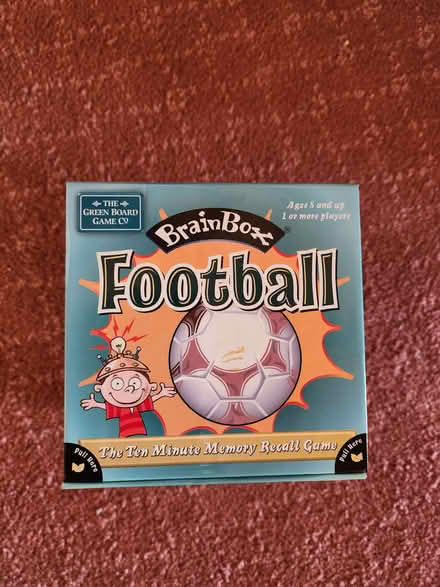 THE
GREEN BOARD
GAME Co
Ages 8 and up
1 or more players
BrainBox®
Football
The Ten Minute Memory Recall Game
Pull Here
Pull Here